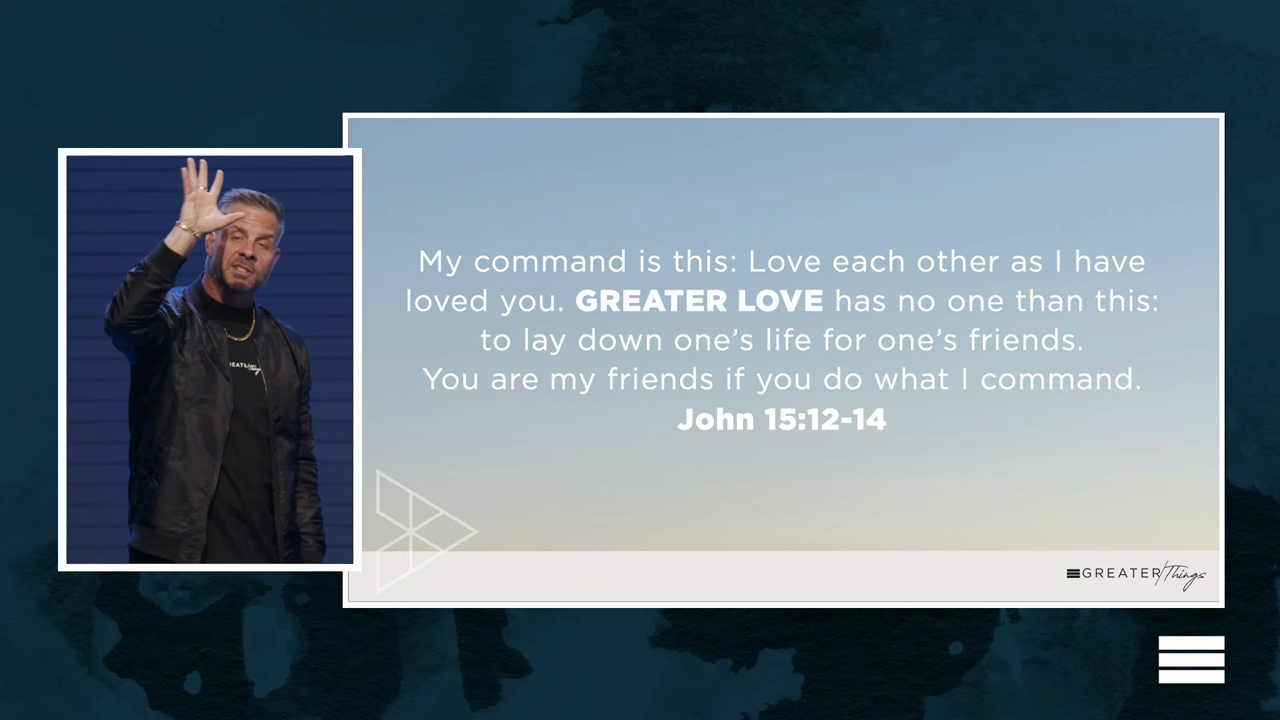 My command is this: Love each other as I have
loved you. GREATER LOVE has no one than this:
to lay down one’s life for one’s friends.
You are my friends if you do what I command.
John 15:12-14
GREATER/Things